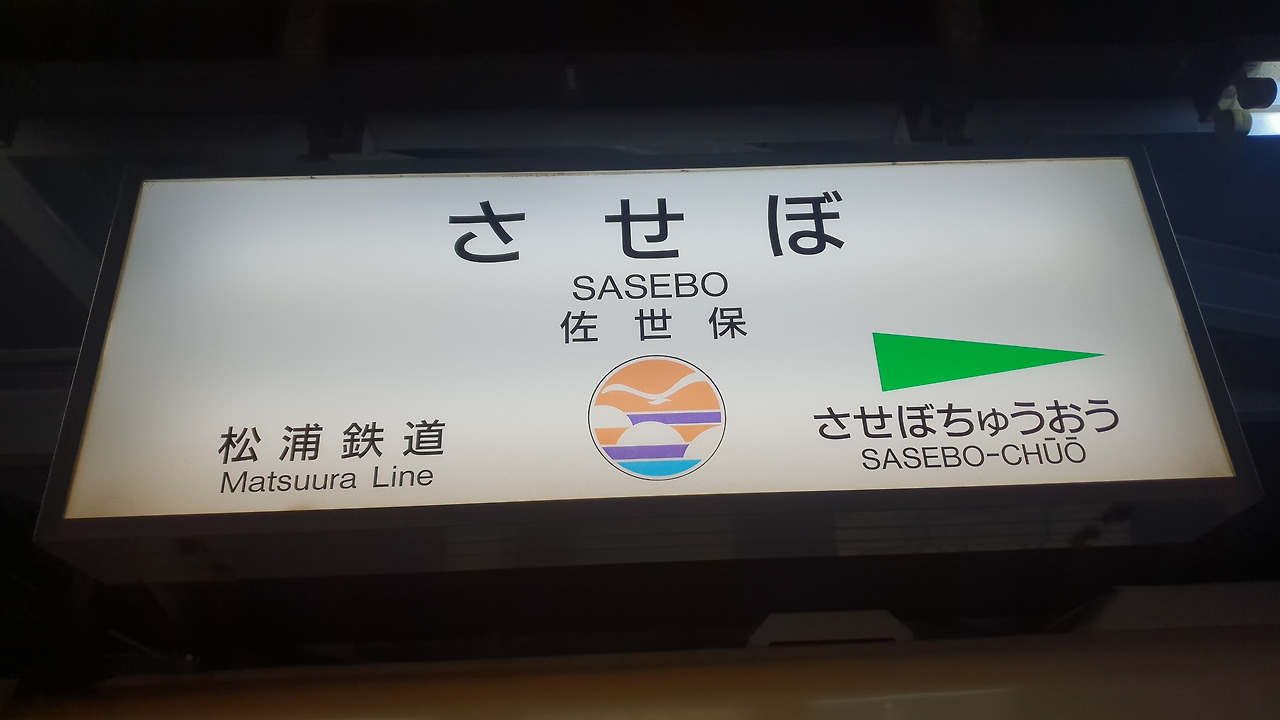 させぼ
SASEBO
佐世保
松浦鉄道
Matsuura Line
させぼちゅうおう
SASEBO-CHŪŌ